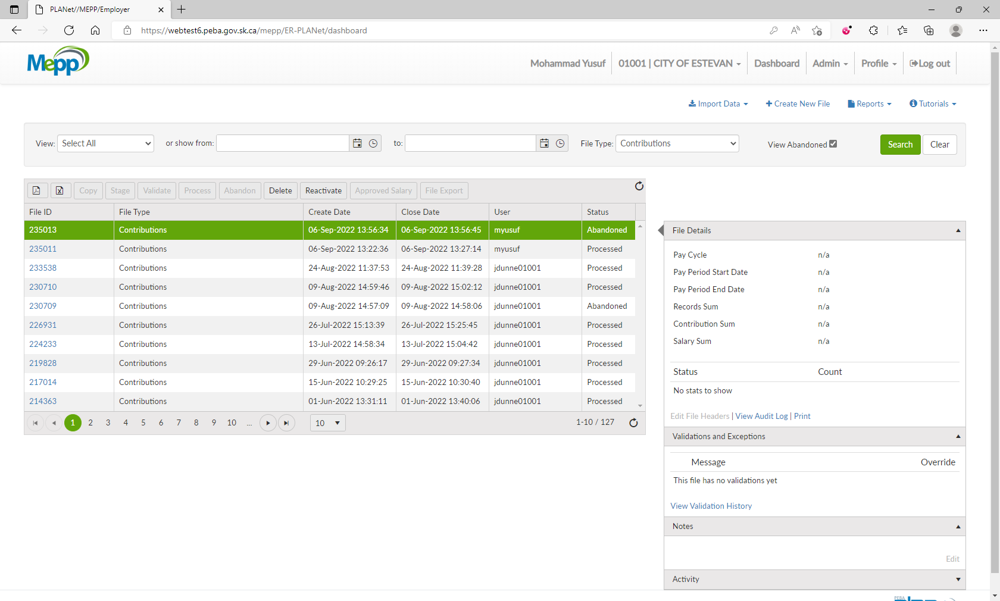 PLANet//MEPP/Employer
https://webtest6.peba.gov.sk.ca/mepp/ER-PLANet/dashboard
Mepp
Mohammad Yusuf
01001 | CITY OF ESTEVAN
Dashboard
Admin
Profile
Log out
Import Data
Create New File
Reports
Tutorials
View: Select All
or show from:
to:
File Type: Contributions
View Abandoned
Search
Clear
Copy
Stage
Validate
Process
Abandon
Delete
Reactivate
Approved Salary
File Export
File ID File Type Create Date Close Date User Status
235013 Contributions 06-Sep-2022 13:56:34 06-Sep-2022 13:56:45 myusuf Abandoned
235011 Contributions 06-Sep-2022 13:22:36 06-Sep-2022 13:27:14 myusuf Processed
233538 Contributions 24-Aug-2022 11:37:53 24-Aug-2022 11:39:28 jdunne01001 Processed
230710 Contributions 09-Aug-2022 14:59:46 09-Aug-2022 15:02:12 jdunne01001 Processed
230709 Contributions 09-Aug-2022 14:57:09 09-Aug-2022 14:58:06 jdunne01001 Abandoned
226931 Contributions 26-Jul-2022 15:13:39 26-Jul-2022 15:25:45 jdunne01001 Processed
224233 Contributions 13-Jul-2022 14:58:34 13-Jul-2022 15:04:42 jdunne01001 Processed
219828 Contributions 29-Jun-2022 09:26:17 29-Jun-2022 09:27:34 jdunne01001 Processed
217014 Contributions 15-Jun-2022 10:29:25 15-Jun-2022 10:30:40 jdunne01001 Processed
214363 Contributions 01-Jun-2022 13:31:11 01-Jun-2022 13:40:06 jdunne01001 Processed
1 2 3 4 5 6 7 8 9 10 ... 10 1-10 / 127
File Details
Pay Cycle n/a
Pay Period Start Date n/a
Pay Period End Date n/a
Records Sum n/a
Contribution Sum n/a
Salary Sum n/a
Status Count
No stats to show
Edit File Headers | View Audit Log | Print
Validations and Exceptions
Message Override
This file has no validations yet
View Validation History
Notes
Edit
Activity
PEBA